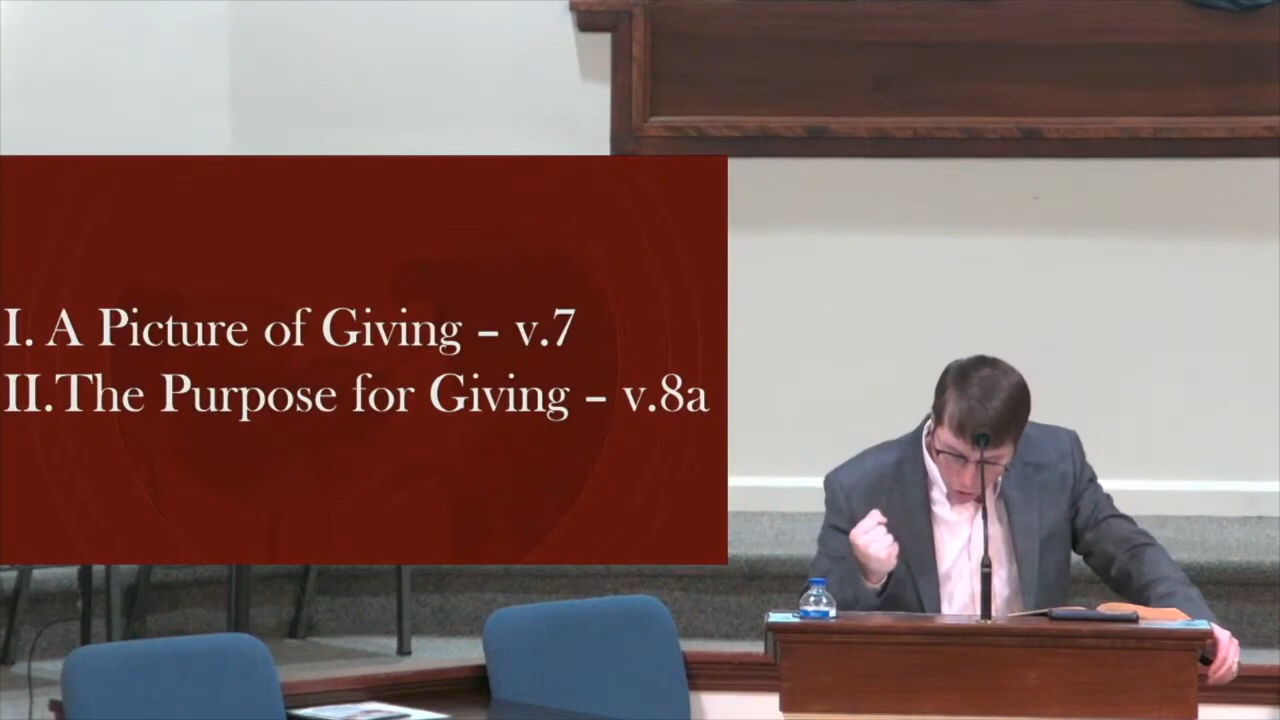 I. A Picture of Giving – v.7
II.The Purpose for Giving – v.8a